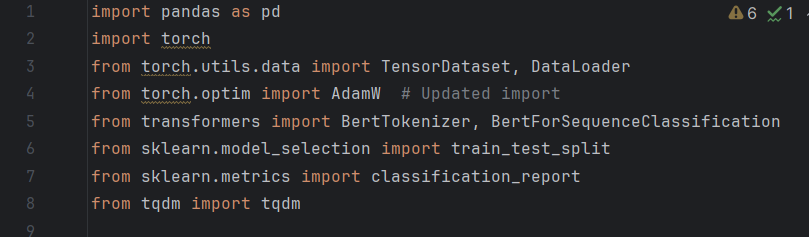 1 import pandas as pd 6 1
2 import torch
3 from torch.utils.data import TensorDataset, DataLoader
4 from torch.optim import AdamW  # Updated import
5 from transformers import BertTokenizer, BertForSequenceClassification
6 from sklearn.model_selection import train_test_split
7 from sklearn.metrics import classification_report
8 from tqdm import tqdm
9